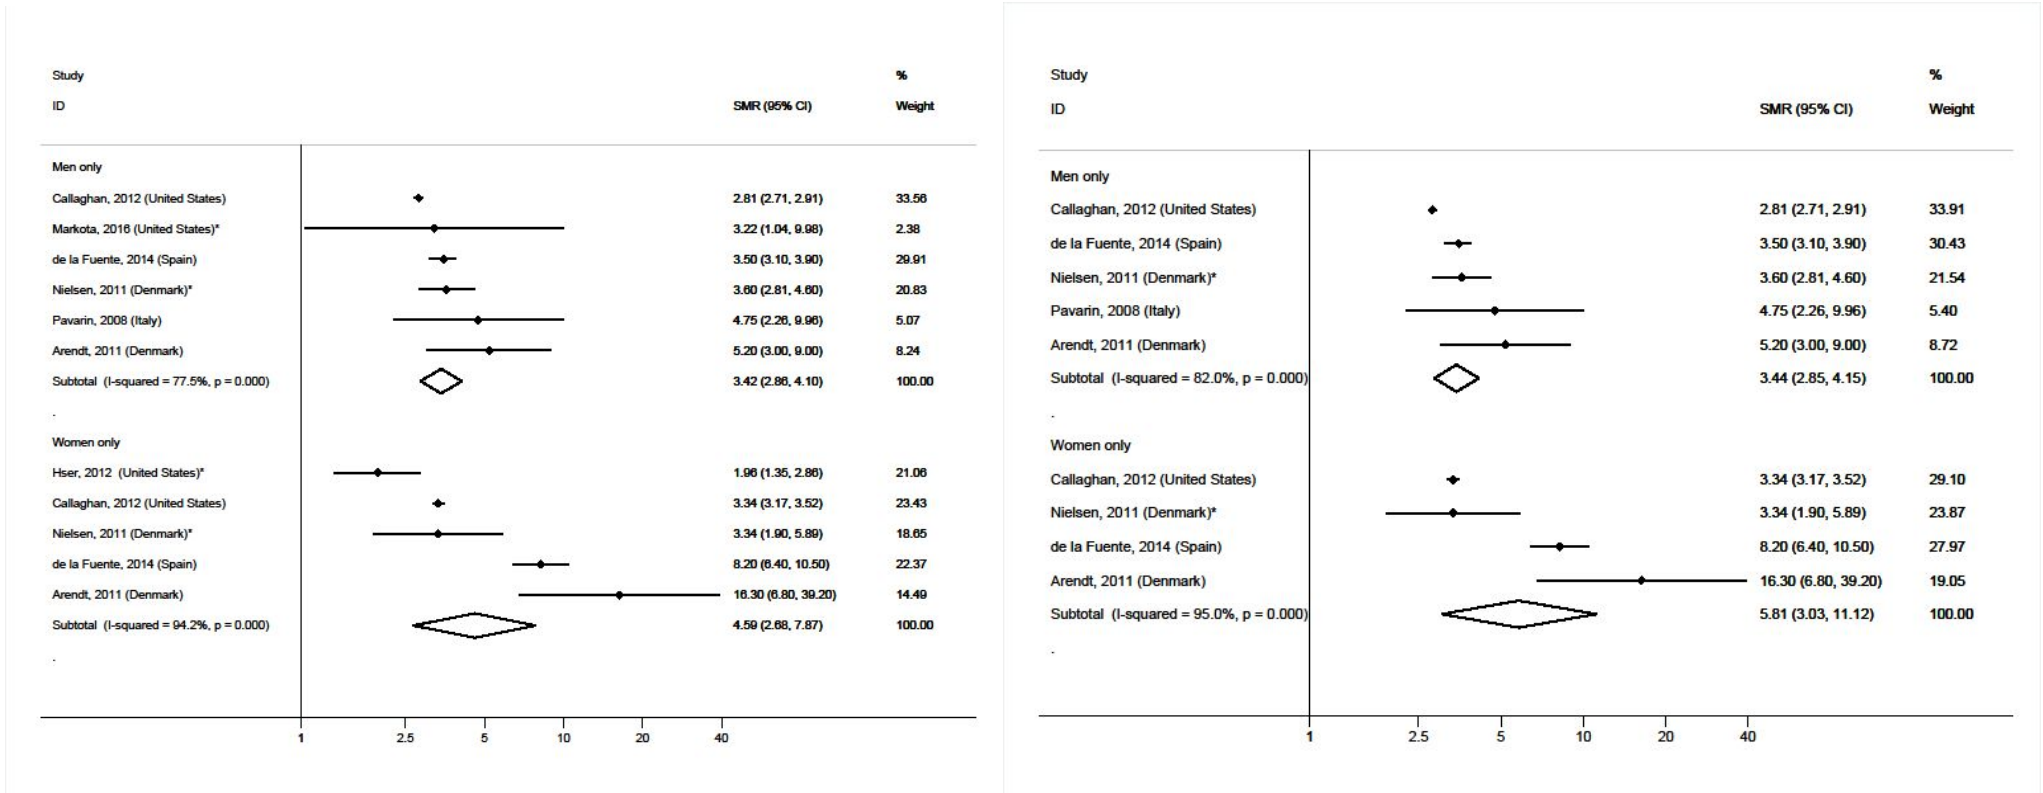 Study %
ID SMR (95% CI) Weight
Men only
Callaghan, 2012 (United States) 2.81 (2.71, 2.91) 33.56
Markota, 2016 (United States)* 3.22 (1.04, 9.98) 2.38
de la Fuente, 2014 (Spain) 3.50 (3.10, 3.90) 29.91
Nielsen, 2011 (Denmark)* 3.60 (2.81, 4.60) 20.83
Pavarin, 2008 (Italy) 4.75 (2.26, 9.96) 5.07
Arendt, 2011 (Denmark) 5.20 (3.00, 9.00) 8.24
Subtotal (I-squared = 77.5%, p = 0.000) 3.42 (2.86, 4.10) 100.00
.
Women only
Hser, 2012 (United States)* 1.96 (1.35, 2.86) 21.06
Callaghan, 2012 (United States) 3.34 (3.17, 3.52) 23.43
Nielsen, 2011 (Denmark)* 3.34 (1.90, 5.89) 18.65
de la Fuente, 2014 (Spain) 8.20 (6.40, 10.50) 22.37
Arendt, 2011 (Denmark) 16.30 (6.80, 39.20) 14.49
Subtotal (I-squared = 94.2%, p = 0.000) 4.59 (2.68, 7.87) 100.00
.
1 2.5 5 10 20 40
Study %
ID SMR (95% CI) Weight
Men only
Callaghan, 2012 (United States) 2.81 (2.71, 2.91) 33.91
de la Fuente, 2014 (Spain) 3.50 (3.10, 3.90) 30.43
Nielsen, 2011 (Denmark)* 3.60 (2.81, 4.60) 21.54
Pavarin, 2008 (Italy) 4.75 (2.26, 9.96) 5.40
Arendt, 2011 (Denmark) 5.20 (3.00, 9.00) 8.72
Subtotal (I-squared = 82.0%, p = 0.000) 3.44 (2.85, 4.15) 100.00
.
Women only
Callaghan, 2012 (United States) 3.34 (3.17, 3.52) 29.10
Nielsen, 2011 (Denmark)* 3.34 (1.90, 5.89) 23.87
de la Fuente, 2014 (Spain) 8.20 (6.40, 10.50) 27.97
Arendt, 2011 (Denmark) 16.30 (6.80, 39.20) 19.05
Subtotal (I-squared = 95.0%, p = 0.000) 5.81 (3.03, 11.12) 100.00
.
1 2.5 5 10 20 40